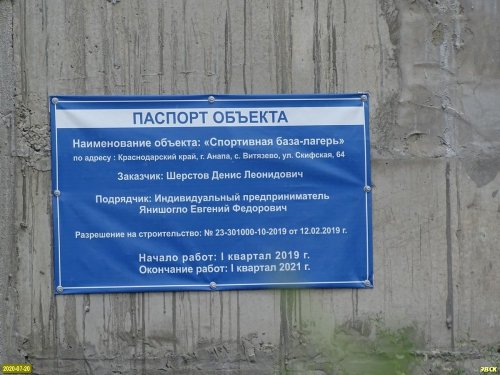 ПАСПОРТ ОБЪЕКТА
Наименование объекта: «Спортивная база-лагерь»
по адресу : Краснодарский край, г. Анапа, с. Витязево, ул. Скифская, 64
Заказчик: Шерстов Денис Леонидович
Подрядчик: Индивидуальный предприниматель
Янишогло Евгений Федорович
Разрешение на строительство: № 23-301000-10-2019 от 12.02.2019 г.
Начало работ: I квартал 2019 г.
Окончание работ: I квартал 2021 г.
2020-07-20
ЭВСК